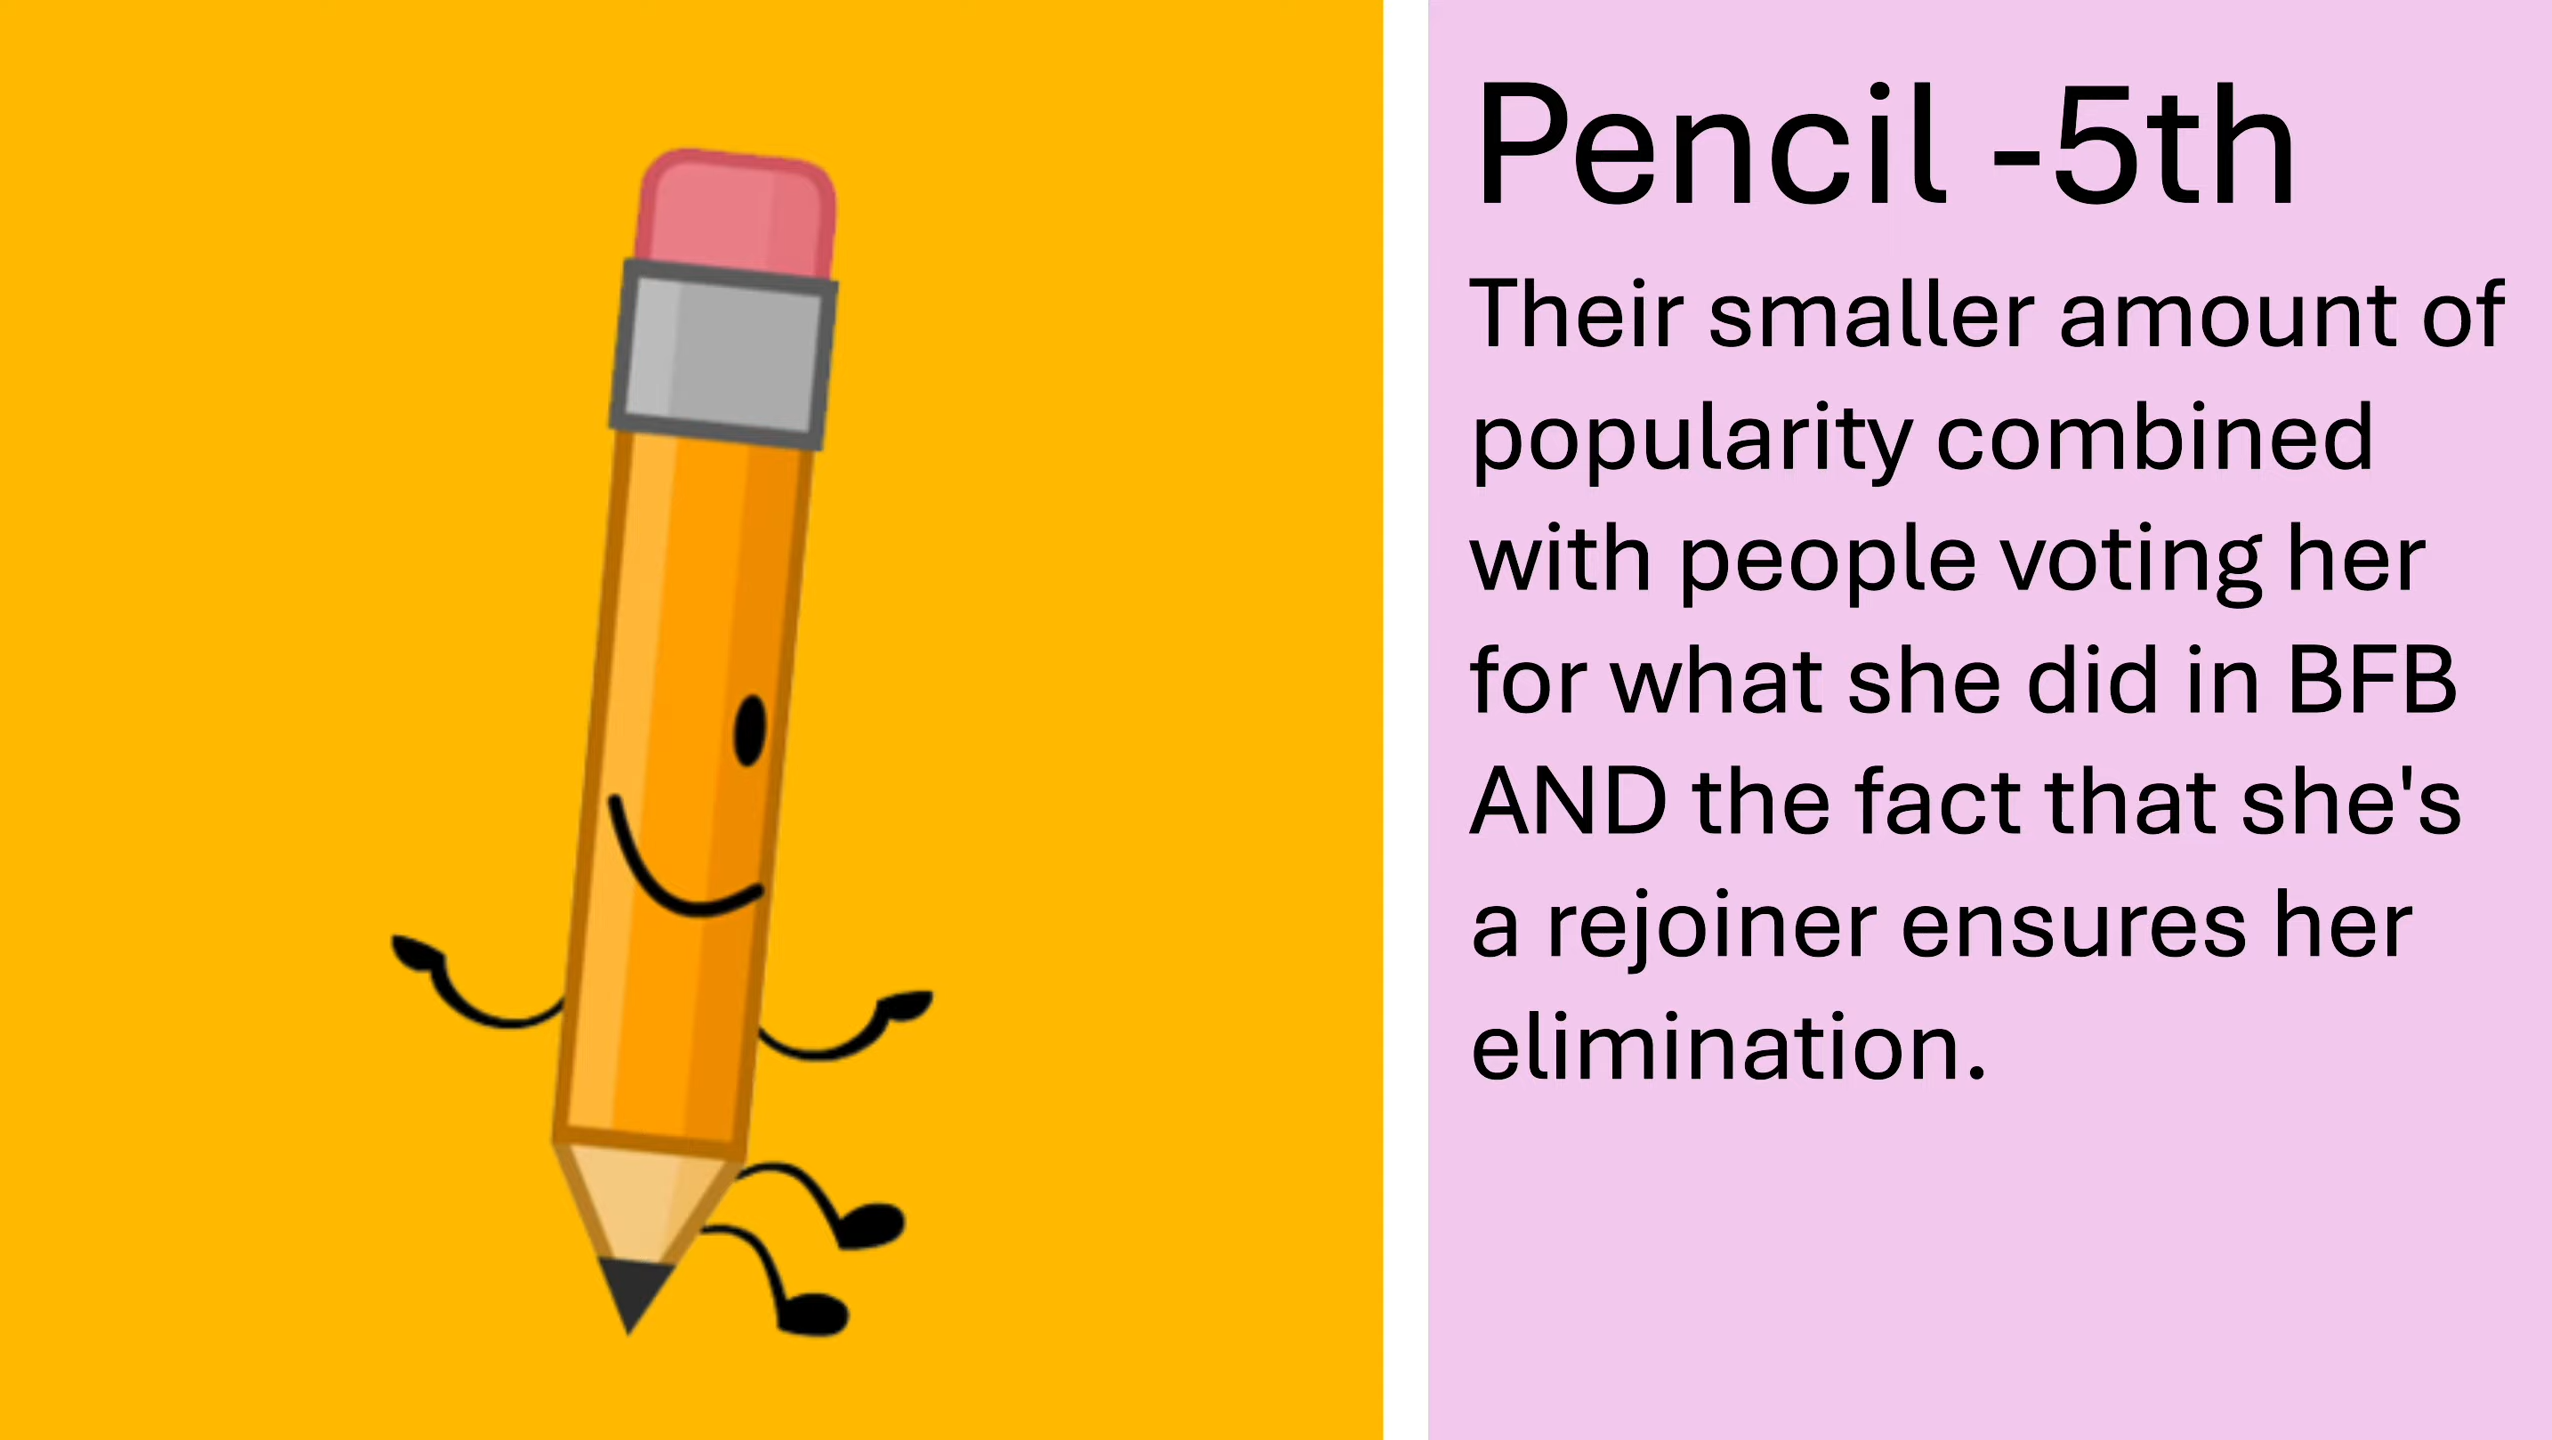 Pencil -5th
Their smaller amount of
popularity combined
with people voting her
for what she did in BFB
AND the fact that she's
a rejoiner ensures her
elimination.